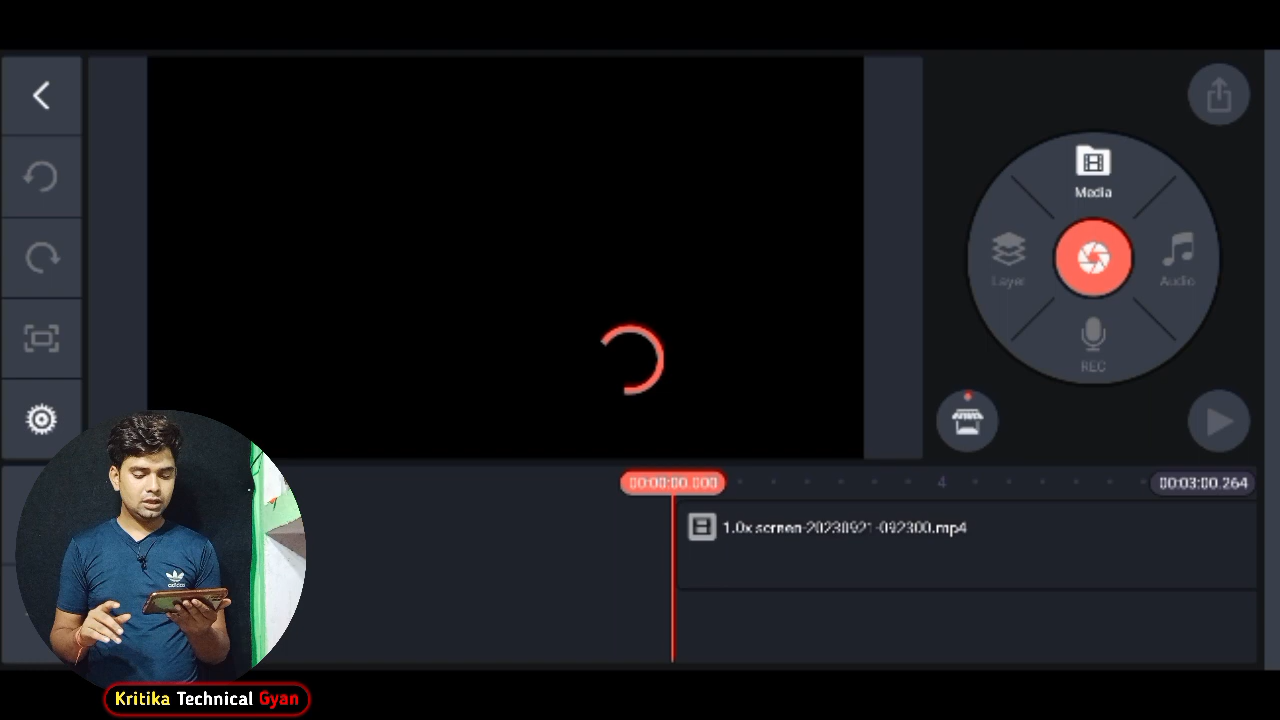 Media
Layer
Audio
REC
00:00:00.000
4
00:03:00.264
1.0x screen-20230921-092300.mp4
adidas
Kritika Technical Gyan